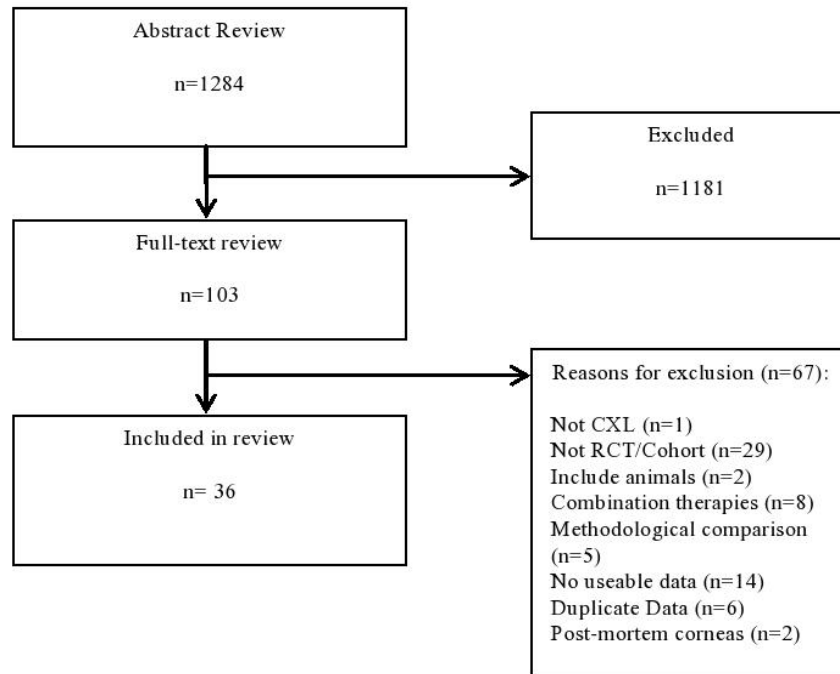 Abstract Review
n=1284
Excluded
n=1181
Full-text review
n=103
Reasons for exclusion (n=67):
Not CXL (n=1)
Not RCT/Cohort (n=29)
Include animals (n=2)
Combination therapies (n=8)
Methodological comparison
(n=5)
No useable data (n=14)
Duplicate Data (n=6)
Post-mortem corneas (n=2)
Included in review
n= 36